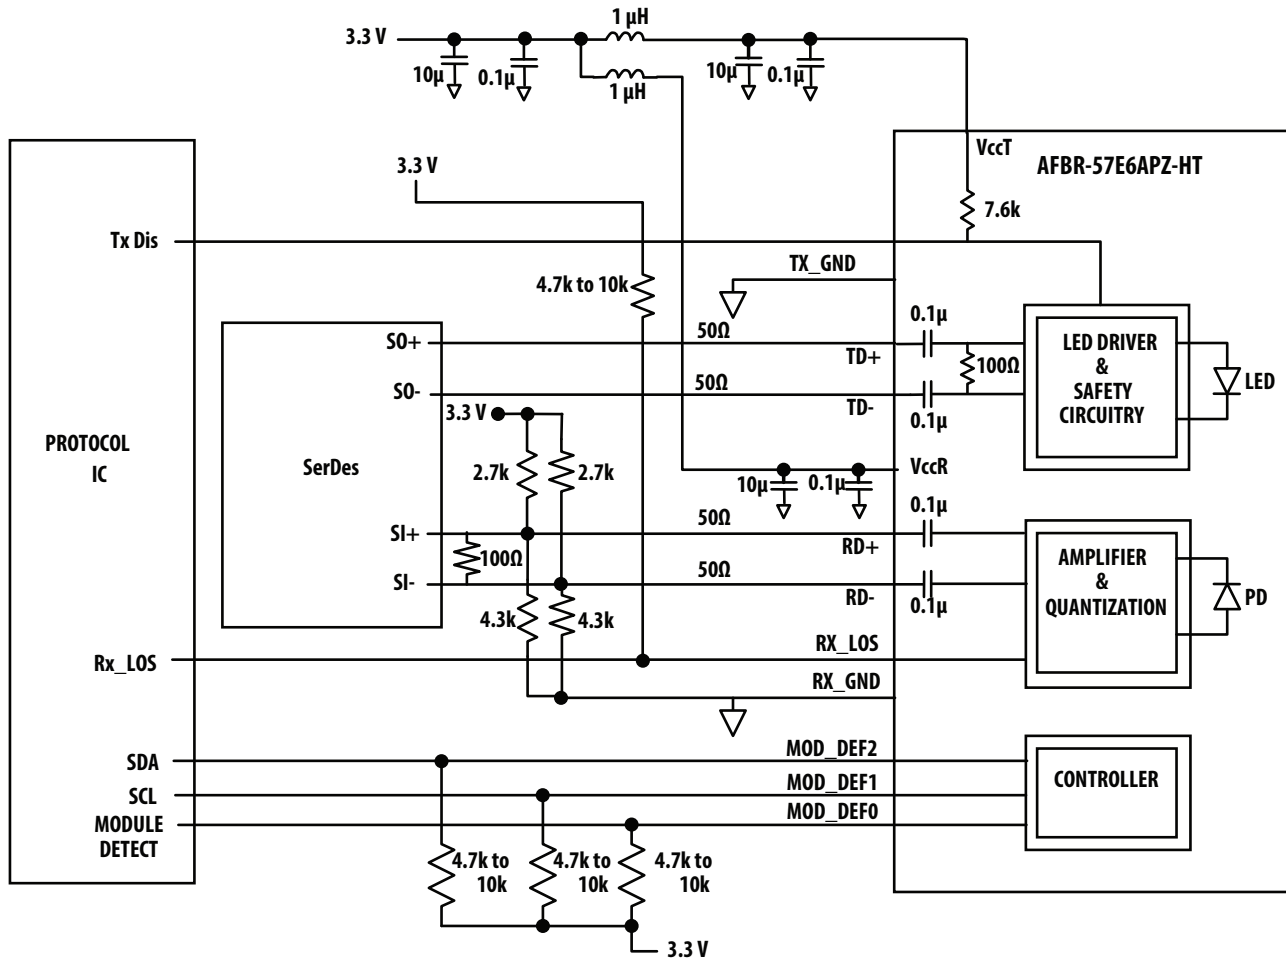 1 µH
3.3 V
10µ
0.1µ
10µ
0.1µ
1 µH
VccT
AFBR-57E6APZ-HT
3.3 V
7.6k
Tx Dis
TX_GND
4.7k to 10k
0.1µ
SO+
50Ω
TD+
100Ω
LED DRIVER
&
SAFETY
CIRCUITRY
LED
SO-
50Ω
TD-
0.1µ
3.3 V
PROTOCOL
IC
SerDes
2.7k
2.7k
VccR
10µ
0.1µ
0.1µ
SI+
50Ω
RD+
100Ω
AMPLIFIER
&
QUANTIZATION
PD
SI-
50Ω
RD-
0.1µ
4.3k
4.3k
Rx_LOS
RX_LOS
RX_GND
SDA
MOD_DEF2
SCL
MOD_DEF1
CONTROLLER
MODULE
DETECT
MOD_DEF0
4.7k to
10k
4.7k to
10k
4.7k to
10k
3.3 V